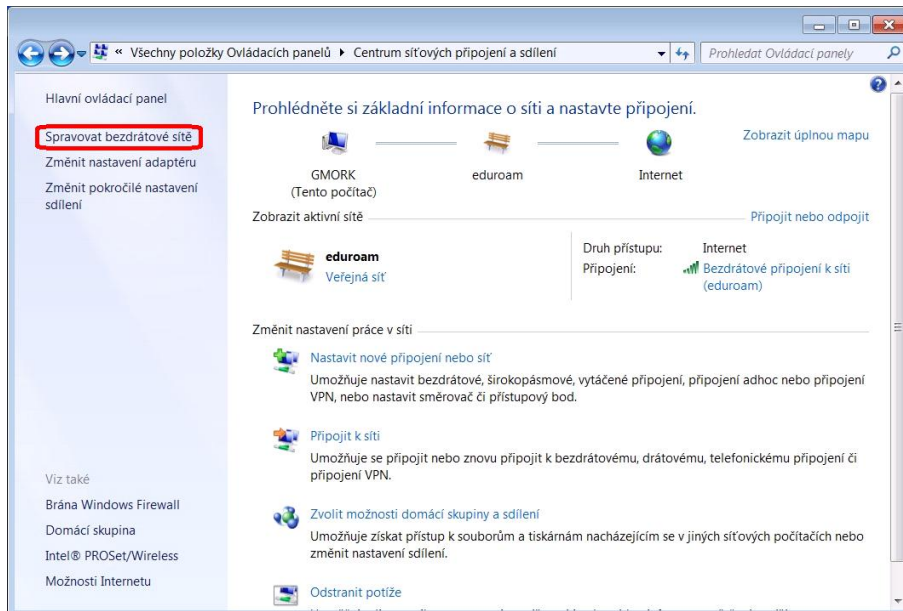 « Všechny položky Ovládacích panelů ▸ Centrum síťových připojení a sdílení
Prohledat Ovládací panely
Hlavní ovládací panel
Spravovat bezdrátové sítě
Změnit nastavení adaptéru
Změnit pokročilé nastavení
sdílení
Prohlédněte si základní informace o síti a nastavte připojení.
Zobrazit úplnou mapu
GMORK
(Tento počítač)
eduroam
Internet
Zobrazit aktivní sítě
Připojit nebo odpojit
eduroam
Veřejná síť
Druh přístupu: Internet
Připojení: Bezdrátové připojení k síti
(eduroam)
Změnit nastavení práce v síti
Nastavit nové připojení nebo síť
Umožňuje nastavit bezdrátové, širokopásmové, vytáčené připojení, připojení adhoc nebo připojení
VPN, nebo nastavit směrovač či přístupový bod.
Připojit k síti
Umožňuje se připojit nebo znovu připojit k bezdrátovému, drátovému, telefonickému připojení či
připojení VPN.
Zvolit možnosti domácí skupiny a sdílení
Umožňuje získat přístup k souborům a tiskárnám nacházejícím se v jiných síťových počítačích nebo
změnit nastavení sdílení.
Odstranit potíže
Viz také
Brána Windows Firewall
Domácí skupina
Intel® PROSet/Wireless
Možnosti Internetu